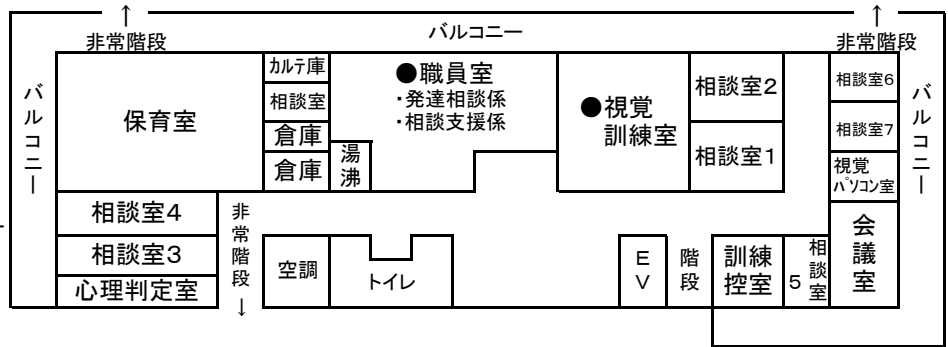 ↑
非常階段
バルコニー
↑
非常階段
バルコニー
保育室
カルテ庫
相談室
倉庫
倉庫
湯沸
●職員室
・発達相談係
・相談支援係
●視覚
訓練室
相談室2
相談室1
相談室6
相談室7
視覚
パソコン室
バルコニー
相談室4
相談室3
心理判定室
非常階段
↓
空調
トイレ
EV
階段
訓練
控室
相談室5
会議室